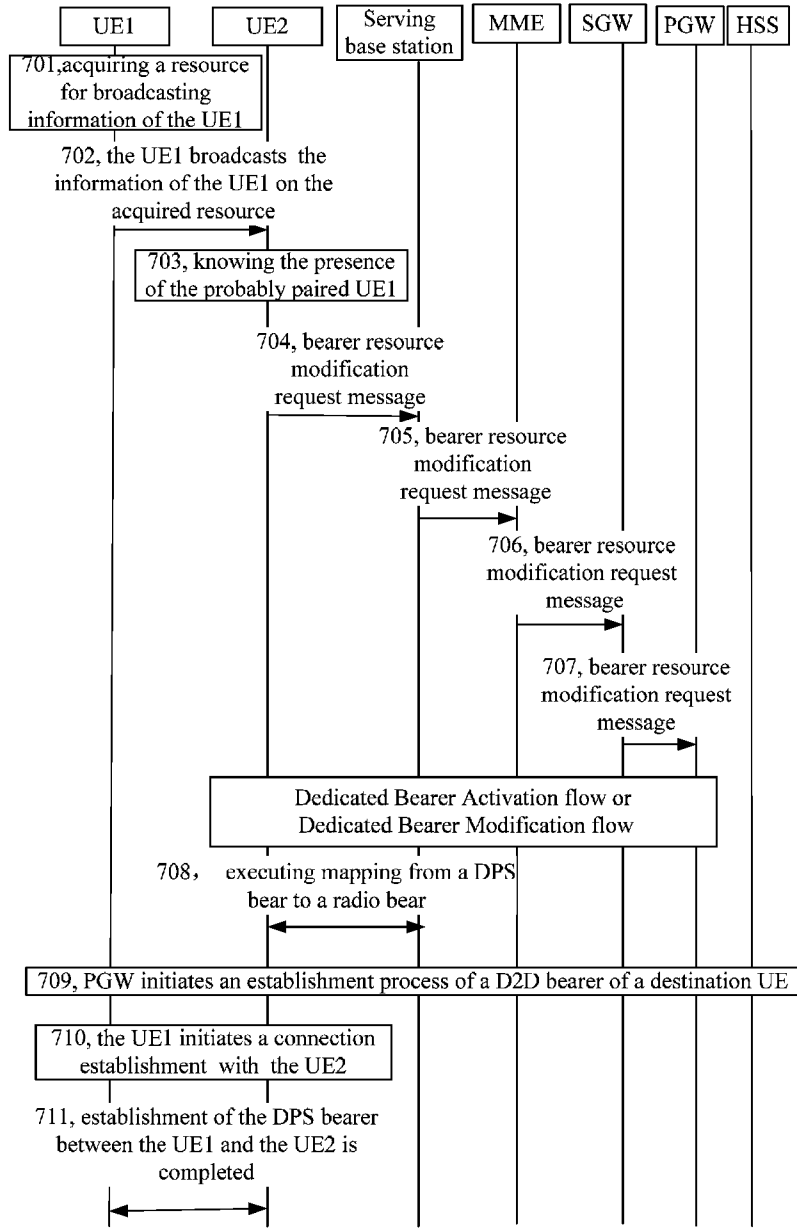 UE1
UE2
Serving
base station
MME
SGW
PGW
HSS
701,acquiring a resource
for broadcasting
information of the UE1
702, the UE1 broadcasts the
information of the UE1 on the
acquired resource
703, knowing the presence
of the probably paired UE1
704, bearer resource
modification
request message
705, bearer resource
modification
request message
706, bearer resource
modification request
message
707, bearer resource
modification request
message
Dedicated Bearer Activation flow or
Dedicated Bearer Modification flow
708， executing mapping from a DPS
bear to a radio bear
709, PGW initiates an establishment process of a D2D bearer of a destination UE
710, the UE1 initiates a connection
establishment with the UE2
711, establishment of the DPS bearer
between the UE1 and the UE2 is
completed